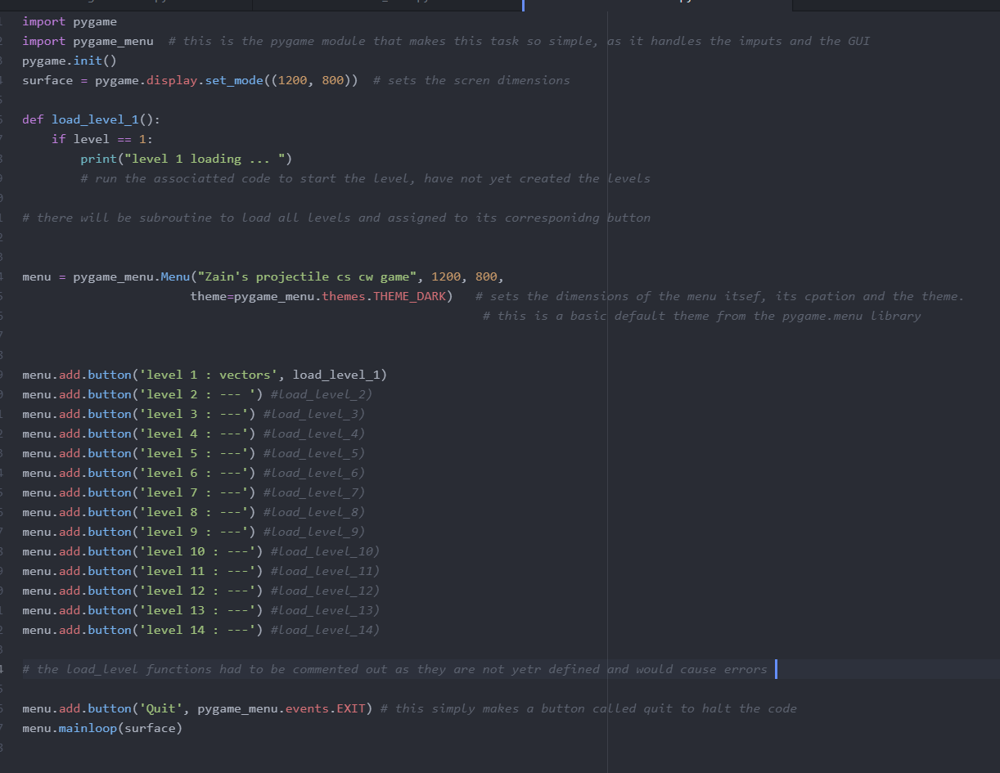 import pygame
import pygame_menu  # this is the pygame module that makes this task so simple, as it handles the imputs and the GUI
pygame.init()
surface = pygame.display.set_mode((1200, 800))  # sets the scren dimensions
def load_level_1():
    if level == 1:
        print("level 1 loading ... ")
        # run the associatted code to start the level, have not yet created the levels
# there will be subroutine to load all levels and assigned to its corresponidng button
menu = pygame_menu.Menu("Zain's projectile cs cw game", 1200, 800,
                       theme=pygame_menu.themes.THEME_DARK)   # sets the dimensions of the menu itsef, its cpation and the theme.
                                                               # this is a basic default theme from the pygame.menu library
menu.add.button('level 1 : vectors', load_level_1)
menu.add.button('level 2 : --- ') #load_level_2)
menu.add.button('level 3 : ---') #load_level_3)
menu.add.button('level 4 : ---') #load_level_4)
menu.add.button('level 5 : ---') #load_level_5)
menu.add.button('level 6 : ---') #load_level_6)
menu.add.button('level 7 : ---') #load_level_7)
menu.add.button('level 8 : ---') #load_level_8)
menu.add.button('level 9 : ---') #load_level_9)
menu.add.button('level 10 : ---') #load_level_10)
menu.add.button('level 11 : ---') #load_level_11)
menu.add.button('level 12 : ---') #load_level_12)
menu.add.button('level 13 : ---') #load_level_13)
menu.add.button('level 14 : ---') #load_level_14)
# the load_level functions had to be commented out as they are not yetr defined and would cause errors
menu.add.button('Quit', pygame_menu.events.EXIT) # this simply makes a button called quit to halt the code
menu.mainloop(surface)